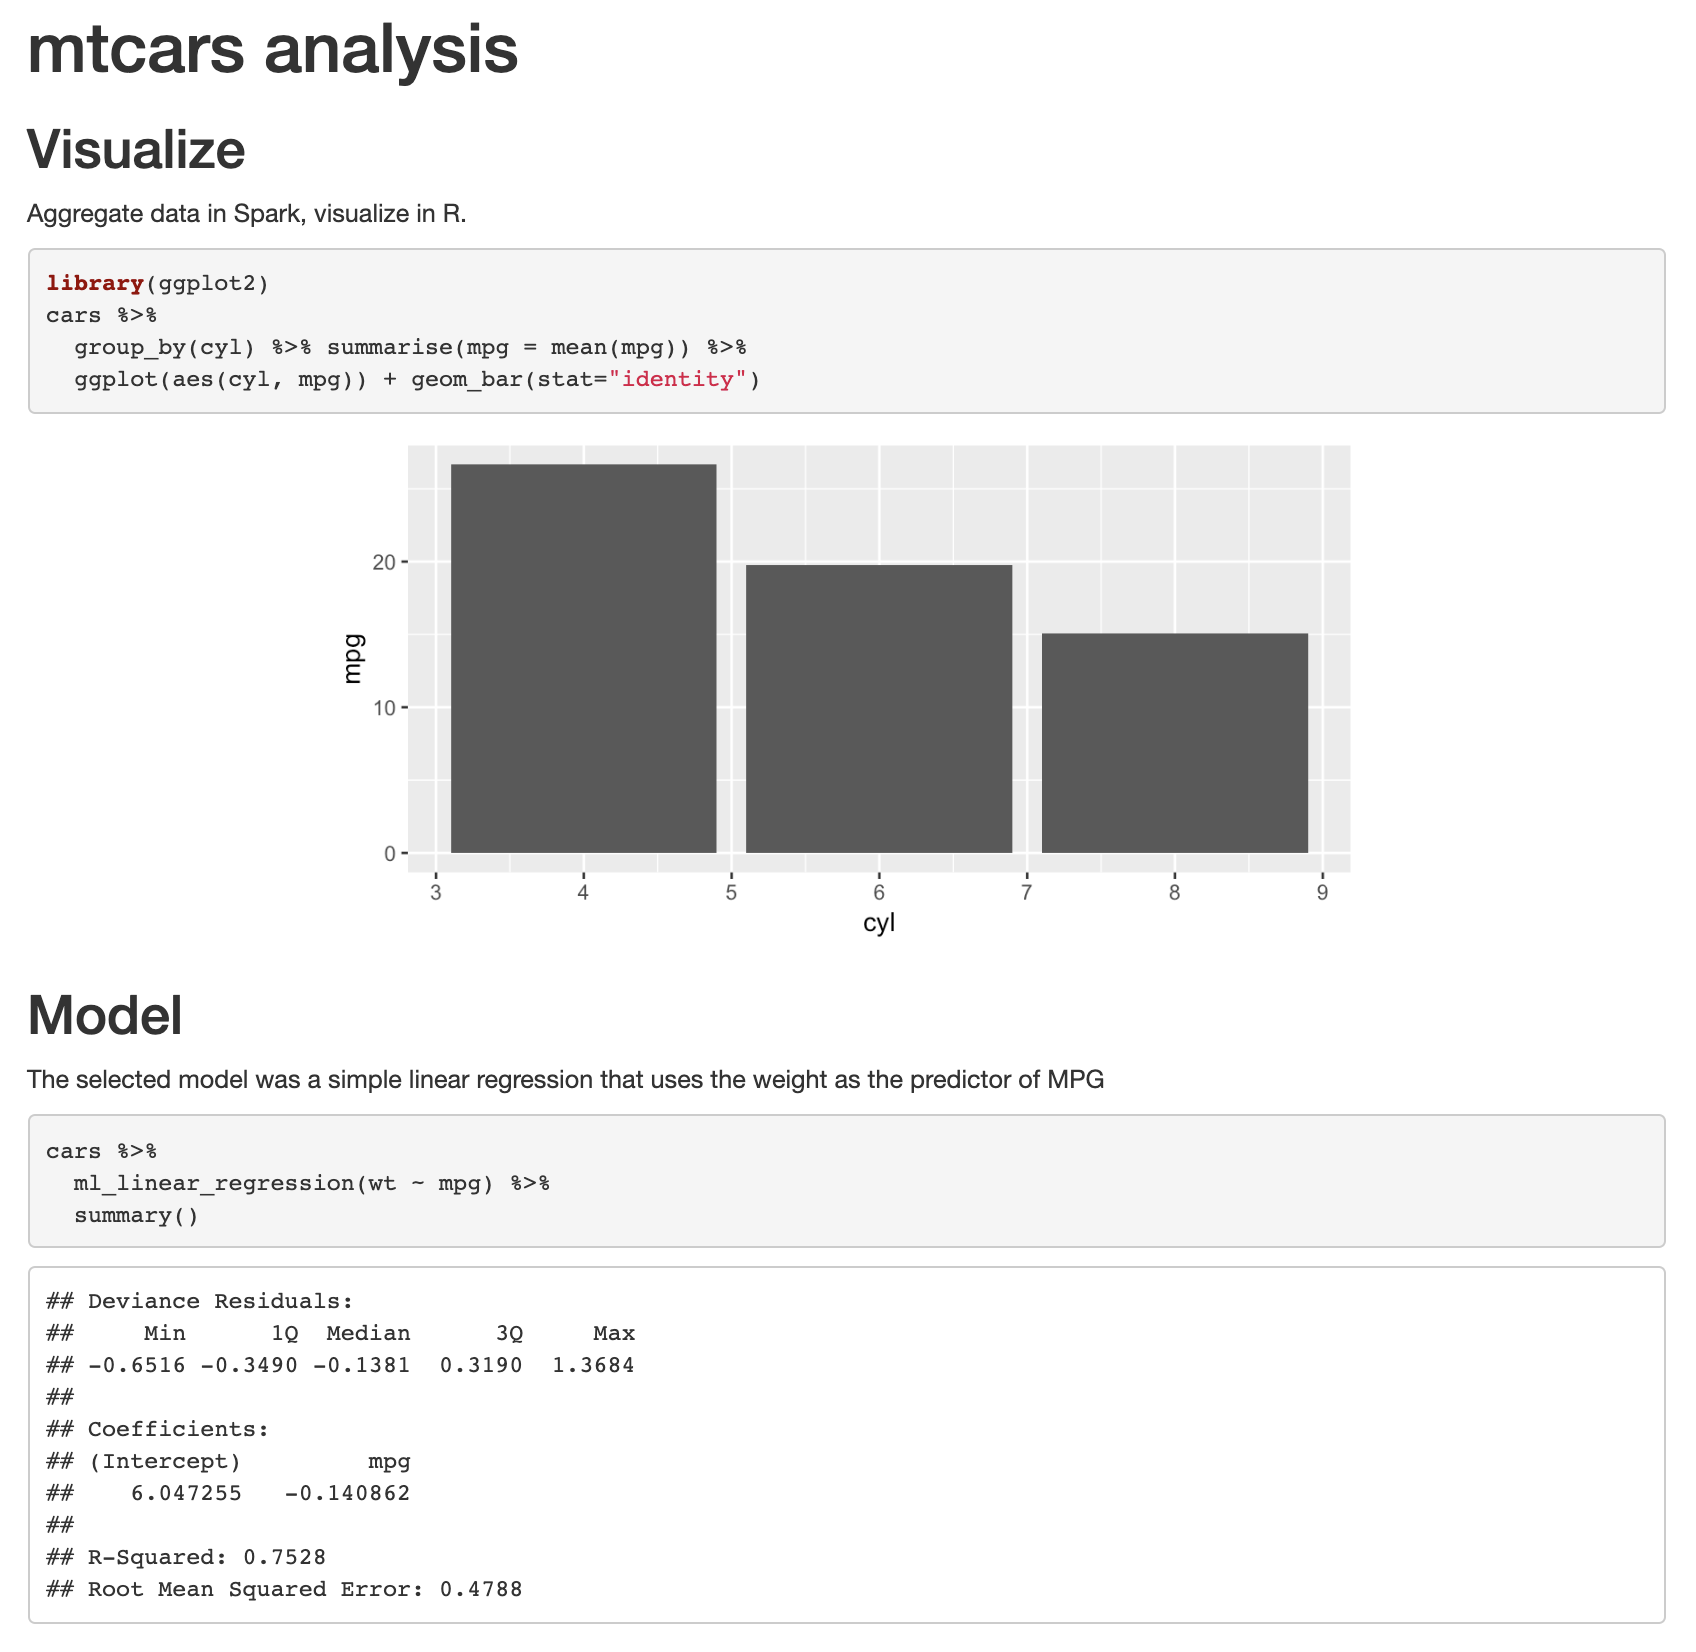 mtcars analysis
Visualize
Aggregate data in Spark, visualize in R.
library(ggplot2)
cars %>%
  group_by(cyl) %>% summarise(mpg = mean(mpg)) %>%
  ggplot(aes(cyl, mpg)) + geom_bar(stat="identity")
20
10
0
mpg
3 4 5 6 7 8 9
cyl
Model
The selected model was a simple linear regression that uses the weight as the predictor of MPG
cars %>%
  ml_linear_regression(wt ~ mpg) %>%
  summary()
## Deviance Residuals:
##     Min      1Q  Median      3Q     Max
## -0.6516 -0.3490 -0.1381  0.3190  1.3684
##
## Coefficients:
## (Intercept)         mpg
##    6.047255   -0.140862
##
## R-Squared: 0.7528
## Root Mean Squared Error: 0.4788